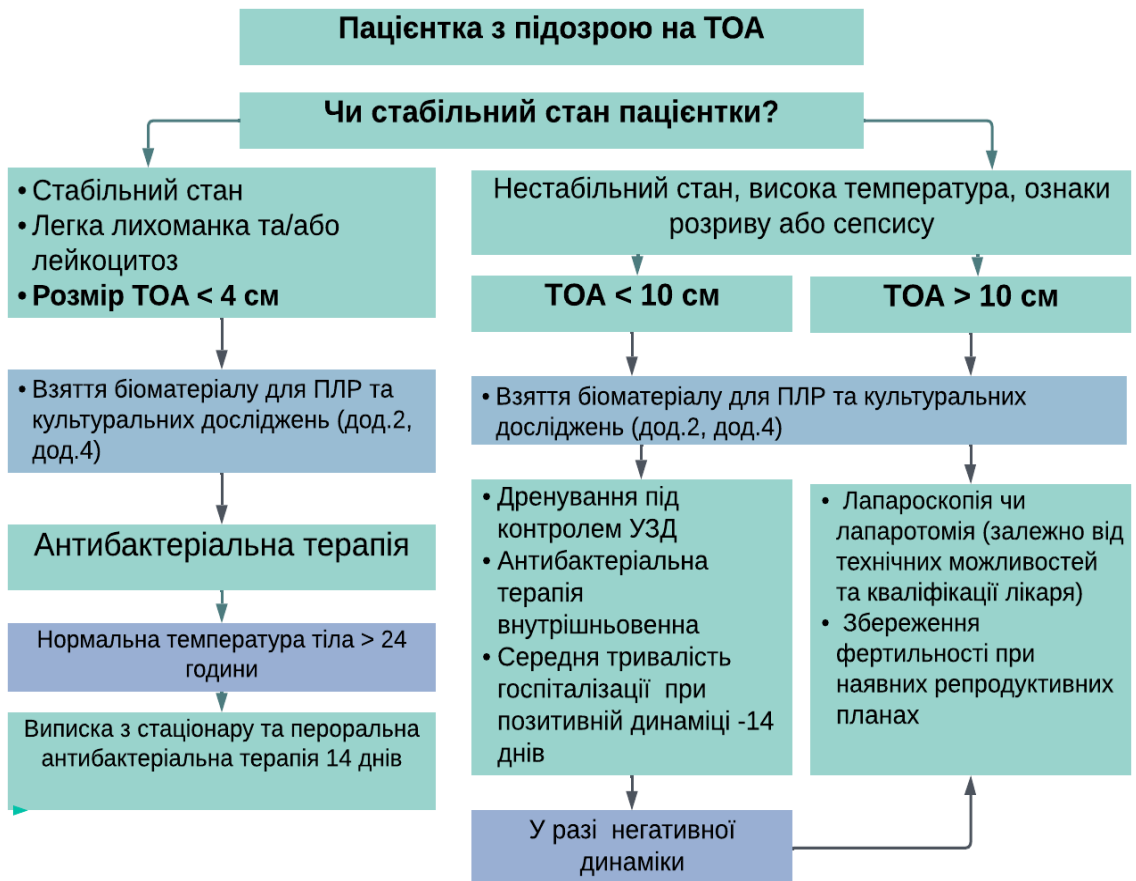 Пацієнтка з підозрою на ТОА
Чи стабільний стан пацієнтки?
• Стабільний стан
• Легка лихоманка та/або
лейкоцитоз
• Розмір ТОА < 4 см
• Взяття біоматеріалу для ПЛР та
культуральних досліджень (дод.2,
дод.4)
Антибактеріальна терапія
Нормальна температура тіла > 24
години
Виписка з стаціонару та пероральна
антибактеріальна терапія 14 днів
Нестабільний стан, висока температура, ознаки
розриву або сепсису
ТОА < 10 см
ТОА > 10 см
• Взяття біоматеріалу для ПЛР та культуральних
досліджень (дод.2, дод.4)
• Дренування під
контролем УЗД
• Антибактеріальна
терапія
внутрішньовенна
• Середня тривалість
госпіталізації при
позитивній динаміці -14
днів
У разі негативної
динаміки
• Лапароскопія чи
лапаротомія (залежно від
технічних можливостей
та кваліфікації лікаря)
• Збереження
фертильності при
наявних репродуктивних
планах